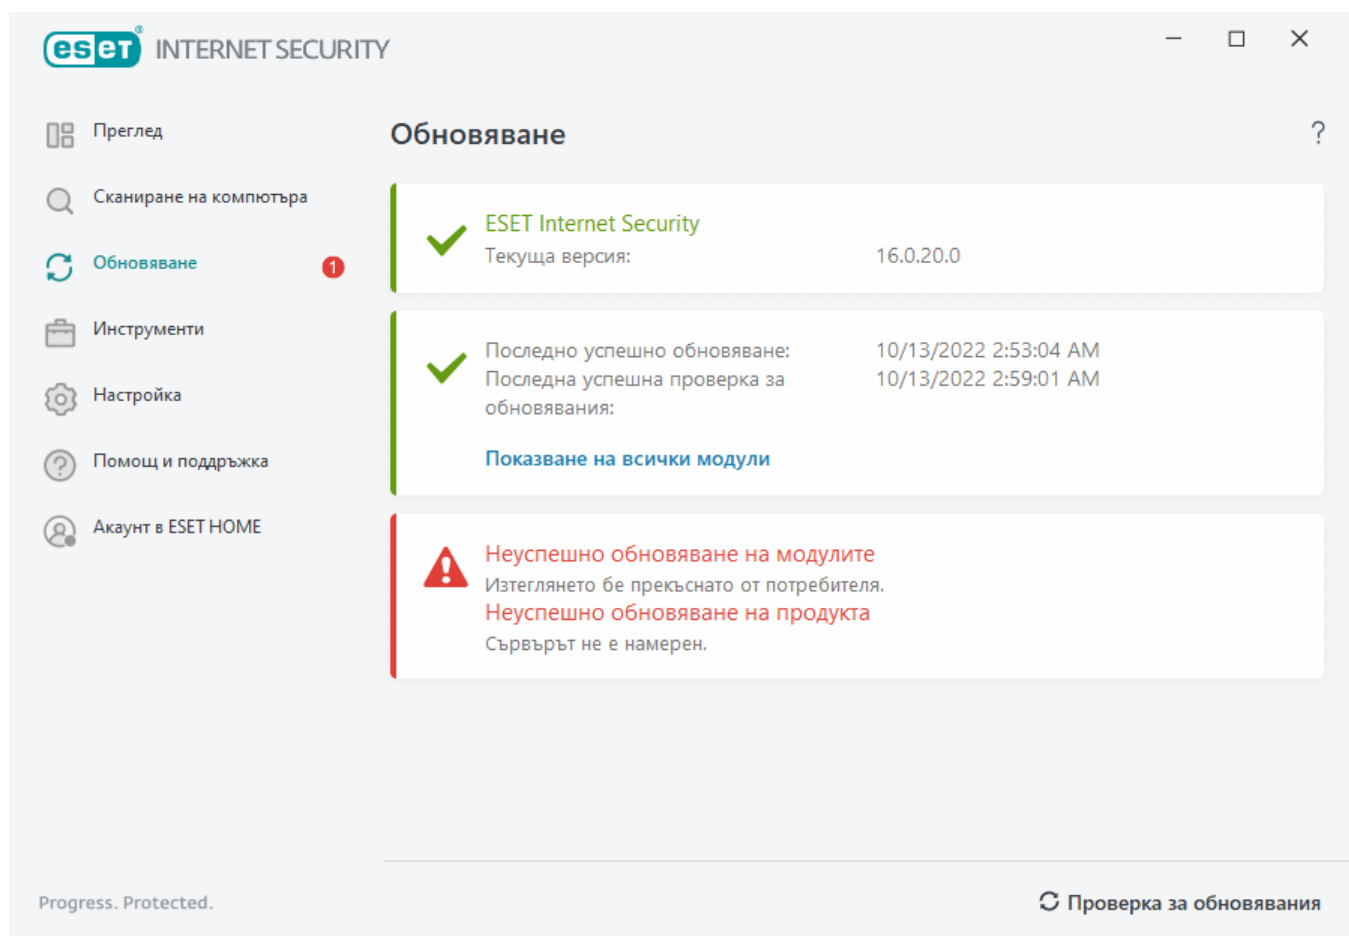 eset® INTERNET SECURITY
Преглед
Сканиране на компютъра
Обновяване
1
Инструменти
Настройка
Помощ и поддръжка
Акаунт в ESET HOME
Обновяване
?
ESET Internet Security
Текуща версия: 16.0.20.0
Последно успешно обновяване: 10/13/2022 2:53:04 AM
Последна успешна проверка за 10/13/2022 2:59:01 AM
обновявания:
Показване на всички модули
Неуспешно обновяване на модулите
Изтеглянето бе прекъснато от потребителя.
Неуспешно обновяване на продукта
Сървърът не е намерен.
Progress. Protected.
Проверка за обновявания